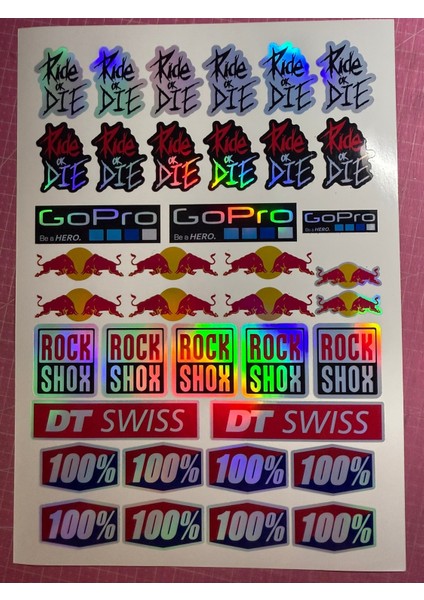 Ride Ride Ride Ride Ride Ride
OR OR OR OR OR OR
DIE DIE DIE DIE DIE DIE
Ride Ride Ride Ride Ride Ride
OR OR OR OR OR OR
DIE DIE DIE DIE DIE DIE
GoPro GoPro GoPro
Be a HERO. Be a HERO. Be a HERO.
ROCK ROCK ROCK ROCK ROCK
SHOX SHOX SHOX SHOX SHOX
DT SWISS DT SWISS
100% 100% 100% 100%
100% 100% 100% 100%